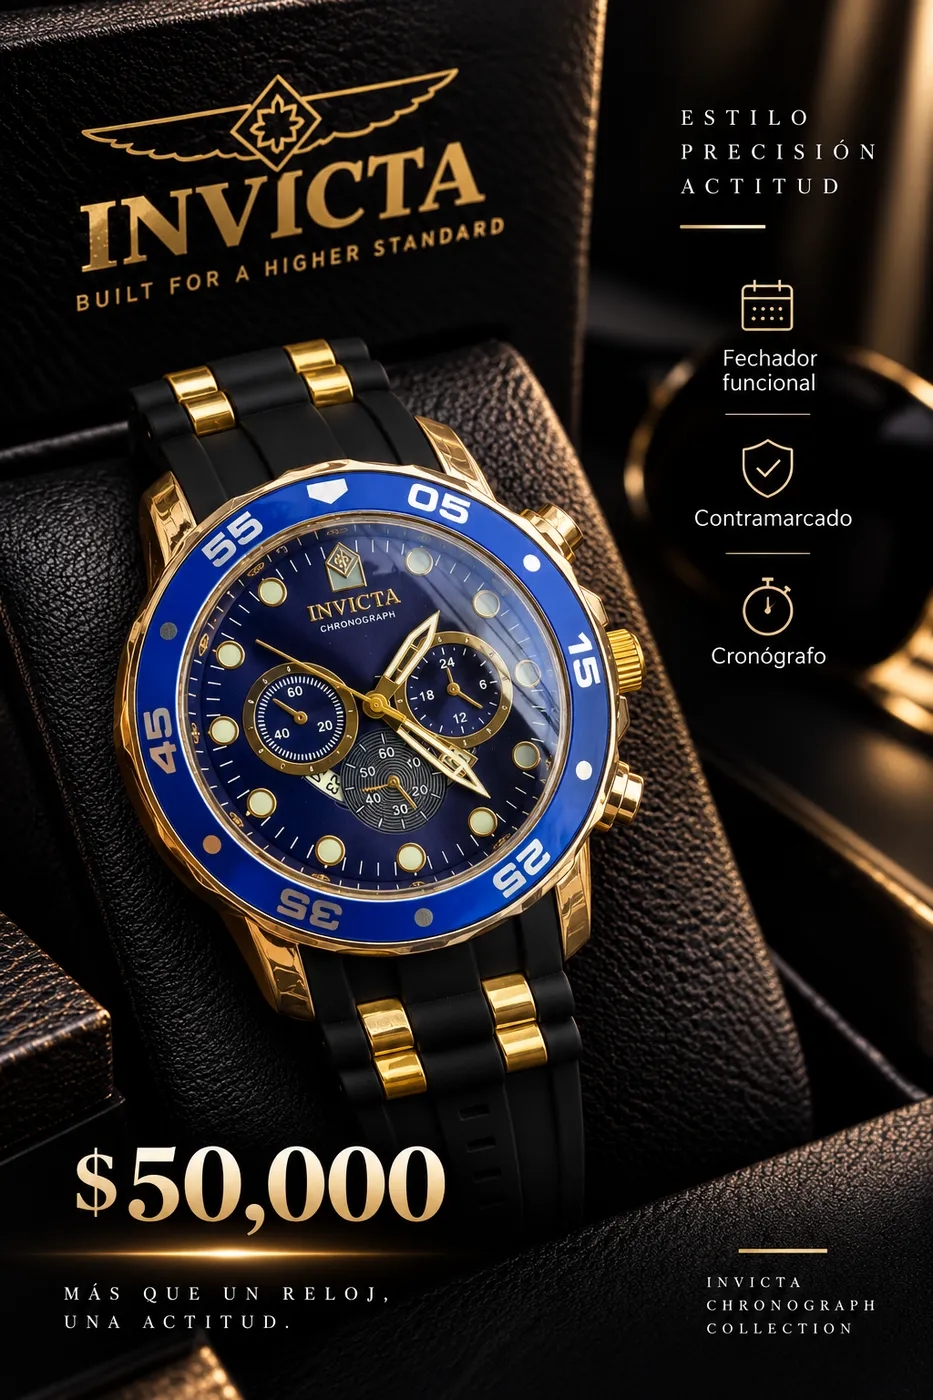 INVICTA
BUILT FOR A HIGHER STANDARD
ESTILO
PRECISIÓN
ACTITUD
Fechador
funcional
Contramarcado
Cronógrafo
05
15
25
35
45
55
INVICTA
CHRONOGRAPH
60
20
40
24
6
12
18
60
10
20
30
40
50
23
$50,000
MÁS QUE UN RELOJ,
UNA ACTITUD.
INVICTA
CHRONOGRAPH
COLLECTION